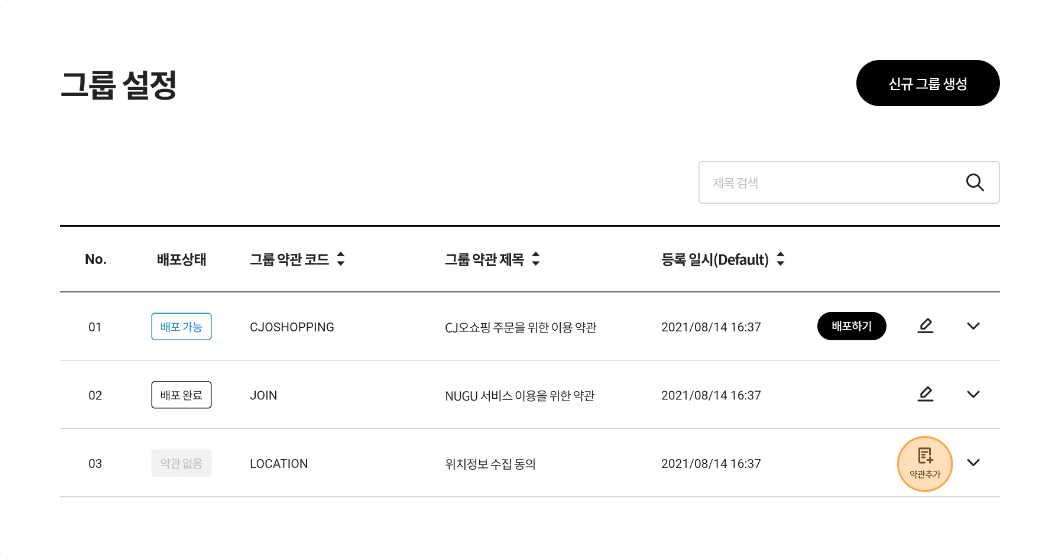 그룹 설정
신규 그룹 생성
제목 검색
No. 배포상태 그룹 약관 코드 그룹 약관 제목 등록 일시(Default)
01 배포 가능 CJOSHOPPING CJ오쇼핑 주문을 위한 이용 약관 2021/08/14 16:37 배포하기
02 배포 완료 JOIN NUGU 서비스 이용을 위한 약관 2021/08/14 16:37
03 약관 없음 LOCATION 위치정보 수집 동의 2021/08/14 16:37 약관추가